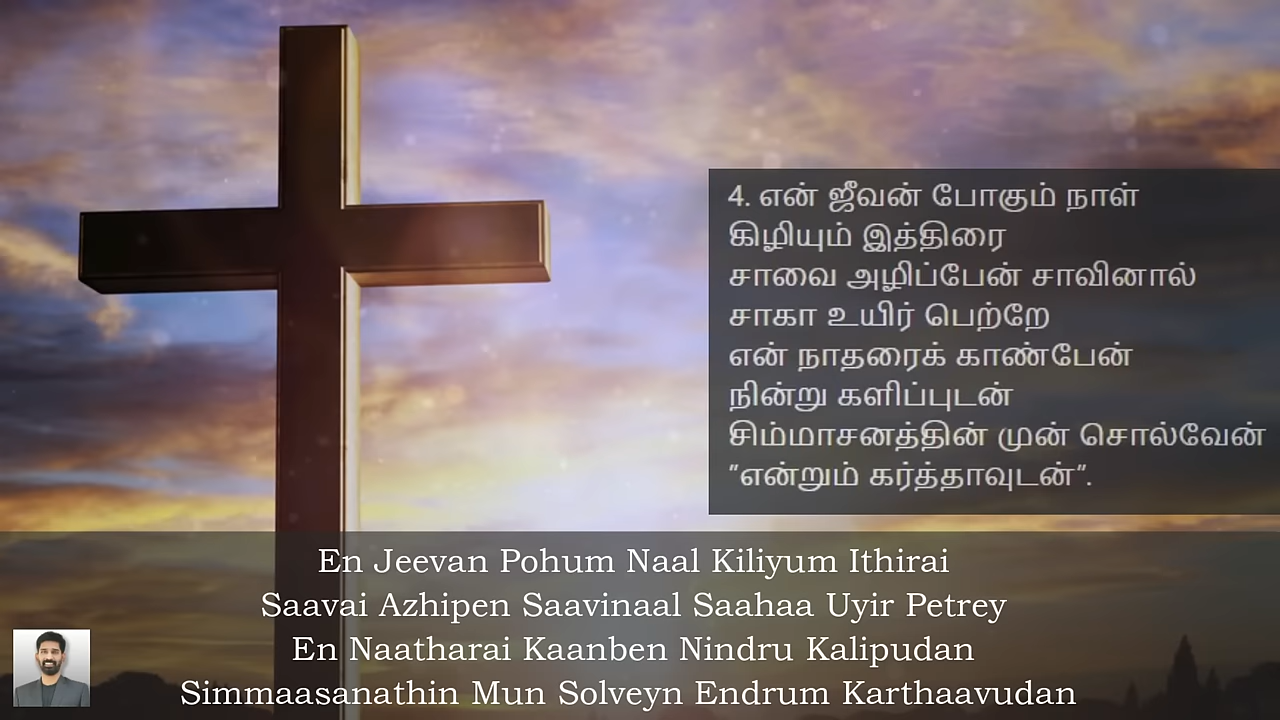 4. என் ஜீவன் போகும் நாள்
கிழியும் இத்திரை
சாவை அழிப்பேன் சாவினால்
சாகா உயிர் பெற்றே
என் நாதரைக் காண்பேன்
நின்று களிப்புடன்
சிம்மாசனத்தின் முன் சொல்வேன்
“என்றும் கர்த்தாவுடன்”.
En Jeevan Pohum Naal Kiliyum Ithirai
Saavai Azhipen Saavinaal Saahaa Uyir Petrey
En Naatharai Kaanben Nindru Kalipudan
Simmaasanathin Mun Solveyn Endrum Karthaavudan